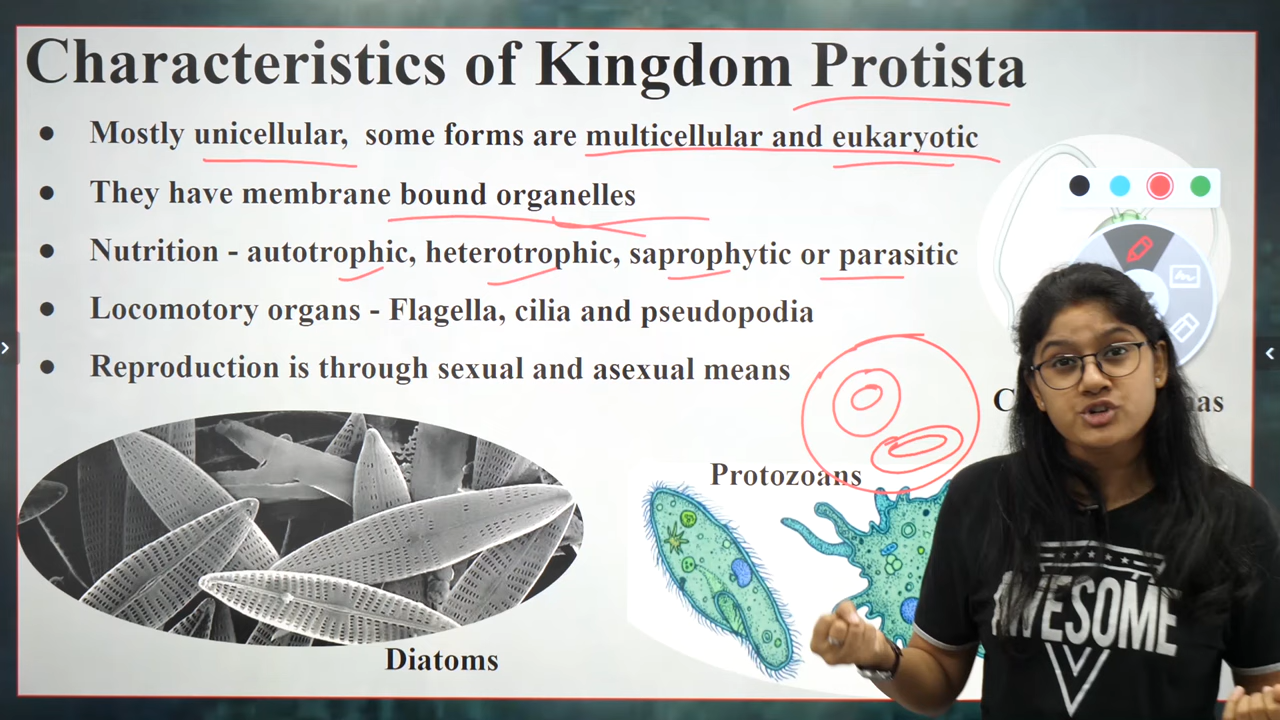 Characteristics of Kingdom Protista
● Mostly unicellular, some forms are multicellular and eukaryotic
● They have membrane bound organelles
● Nutrition - autotrophic, heterotrophic, saprophytic or parasitic
● Locomotory organs - Flagella, cilia and pseudopodia
● Reproduction is through sexual and asexual means
Protozoans
Diatoms
AWESOME